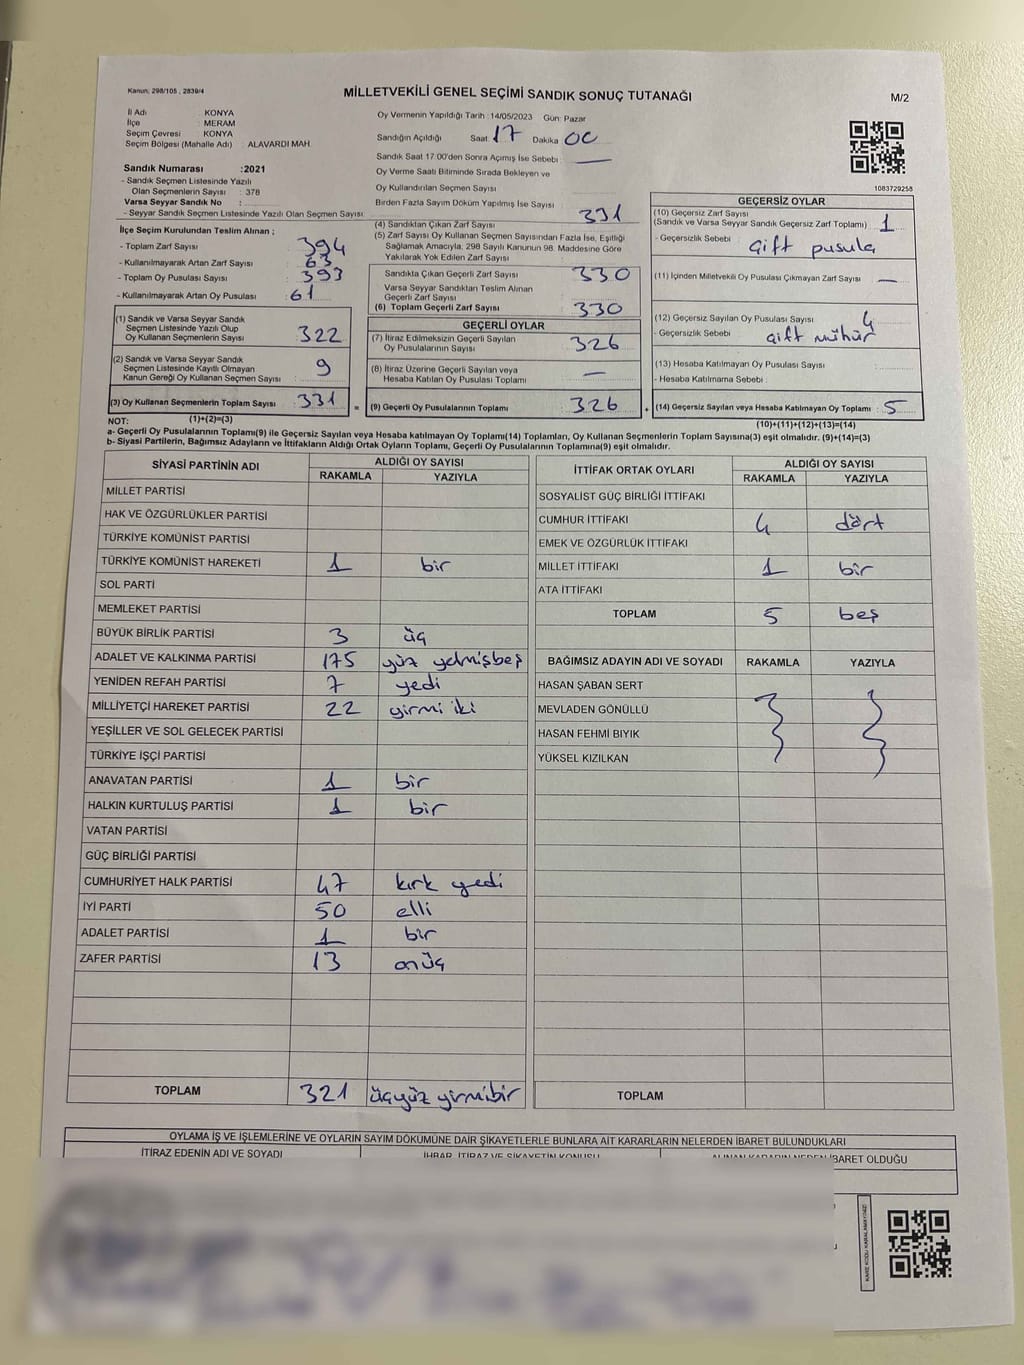 Kanun: 298/105 , 2839/4
MİLLETVEKİLİ GENEL SEÇİMİ SANDIK SONUÇ TUTANAĞI
M/2
İl Adı : KONYA
İlçe : MERAM
Seçim Çevresi : KONYA
Seçim Bölgesi (Mahalle Adı) : ALAVARDI MAH.
Sandık Numarası :2021
- Sandık Seçmen Listesinde Yazılı
Olan Seçmenlerin Sayısı : 378
Varsa Seyyar Sandık No :
- Seyyar Sandık Seçmen Listesinde Yazılı Olan Seçmen Sayısı
Oy Vermenin Yapıldığı Tarih : 14/05/2023 Gün: Pazar
Sandığın Açıldığı Saat: 17 Dakika 00
Sandık Saat 17.00'den Sonra Açımış İse Sebebi : —
Oy Verme Saati Bitiminde Sırada Bekleyen ve
Oy Kullandırılan Seçmen Sayısı
Birden Fazla Sayım Döküm Yapılmış İse Sayısı
1083729258
İlçe Seçim Kurulundan Teslim Alınan ;
- Toplam Zarf Sayısı : 394
- Kullanılmayarak Artan Zarf Sayısı : 63
- Toplam Oy Pusulası Sayısı : 393
- Kullanılmayarak Artan Oy Pusulası : 61
(1) Sandık ve Varsa Seyyar Sandık
Seçmen Listesinde Yazılı Olup
Oy Kullanan Seçmen Sayısı 322
(2) Sandık ve Varsa Seyyar Sandık
Seçmen Listesinde Kayıtlı Olmayan
Kanun Gereği Oy Kullanan Seçmen Sayısı 9
(3) Oy Kullanan Seçmenlerin Toplam Sayısı : 331
(1)+(2)=(3)
(4) Sandıktan Çıkan Zarf Sayısı 331
(5) Zarf Sayısı Oy Kullanan Seçmen Sayısından Fazla İse, Eşitliği
Sağlamak Amacıyla, 298 Sayılı Kanunun 98. Maddesine Göre
Yakılarak Yok Edilen Zarf Sayısı
Sandıkla Çıkan Geçerli Zarf Sayısı 330
Varsa Seyyar Sandıktan Teslim Alınan
Geçerli Zarf Sayısı
(6) Toplam Geçerli Zarf Sayısı 330
GEÇERLİ OYLAR
(7) İtiraz Edilmeksizin Geçerli Sayılan
Oy Pusulalarının Sayısı 326
(8) İtiraz Üzerine Geçerli Sayılan veya
Hesaba Katılan Oy Pusulası Toplamı —
= (9) Geçerli Oy Pusulalarının Toplamı 326
GEÇERSİZ OYLAR
(10) Geçersiz Zarf Sayısı
(Sandık ve Varsa Seyyar Sandık Geçersiz Zarf Toplamı) : 1
- Geçersizlik Sebebi : çift pusula
(11) İçinden Milletvekili Oy Pusulası Çıkmayan Zarf Sayısı : —
(12) Geçersiz Sayılan Oy Pusulası Sayısı : 4
- Geçersizlik Sebebi : çift mühür
(13) Hesaba Katılmayan Oy Pusulası Sayısı :
- Hesaba Katılmama Sebebi :
+ (14) Geçersiz Sayılan veya Hesaba Katılmayan Oy Toplamı : 5
(10)+(11)+(12)+(13)=(14)
NOT:
a- Geçerli Oy Pusulalarının Toplamı(9) ile Geçersiz Sayılan veya Hesaba katılmayan Oy Toplamı(14) Toplamları, Oy Kullanan Seçmenlerin Toplam Sayısına(3) eşit olmalıdır. (9)+(14)=(3)
b- Siyasi Partilerin, Bağımsız Adayların ve İttifakların Aldığı Ortak Oyların Toplamı, Geçerli Oy Pusulalarının Toplamına(9) eşit olmalıdır.
SİYASİ PARTİNİN ADI ALDIĞI OY SAYISI
RAKAMLA YAZIYLA
MİLLET PARTİSİ
HAK VE ÖZGÜRLÜKLER PARTİSİ
TÜRKİYE KOMÜNİST PARTİSİ
TÜRKİYE KOMÜNİST HAREKETİ 1 bir
SOL PARTİ
MEMLEKET PARTİSİ
BÜYÜK BİRLİK PARTİSİ 3 üç
ADALET VE KALKINMA PARTİSİ 175 yüz yetmişbeş
YENİDEN REFAH PARTİSİ 7 yedi
MİLLİYETÇİ HAREKET PARTİSİ 22 yirmi iki
YEŞİLLER VE SOL GELECEK PARTİSİ
TÜRKİYE İŞÇİ PARTİSİ
ANAVATAN PARTİSİ 1 bir
HALKIN KURTULUŞ PARTİSİ 1 bir
VATAN PARTİSİ
GÜÇ BİRLİĞİ PARTİSİ
CUMHURİYET HALK PARTİSİ 47 kırk yedi
İYİ PARTİ 50 elli
ADALET PARTİSİ 1 bir
ZAFER PARTİSİ 13 onüç
TOPLAM 321 üçyüz yirmibir
İTTİFAK ORTAK OYLARI ALDIĞI OY SAYISI
RAKAMLA YAZIYLA
SOSYALİST GÜÇ BİRLİĞİ İTTİFAKI
CUMHUR İTTİFAKI 4 dört
EMEK VE ÖZGÜRLÜK İTTİFAKI
MİLLET İTTİFAKI 1 bir
ATA İTTİFAKI
TOPLAM 5 beş
BAĞIMSIZ ADAYIN ADI VE SOYADI RAKAMLA YAZIYLA
HASAN ŞABAN SERT
MEVLADEN GÖNÜLLÜ
HASAN FEHMİ BIYIK
YÜKSEL KIZILKAN
TOPLAM
OYLAMA İŞ VE İŞLEMLERİNE VE OYLARIN SAYIM DÖKÜMÜNE DAİR ŞİKAYETLERLE BUNLARA AİT KARARLARIN NELERDEN İBARET BULUNDUKLARI
İTİRAZ EDENİN ADI VE SOYADI
İHBAR, İTİRAZ VE ŞİKAYETİN KONUSU
ALINAN KARARIN NEDEN İBARET OLDUĞU
KARE KODU KARALAMAYINIZ!